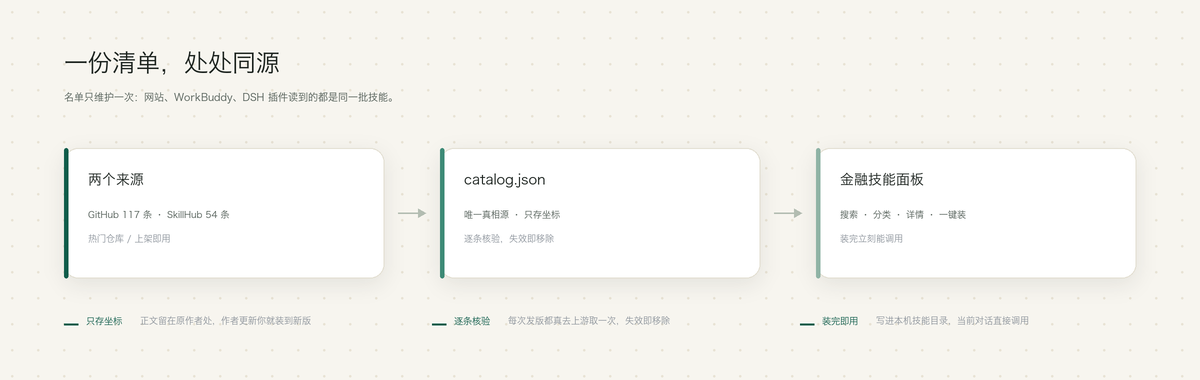 一份清单，处处同源
名单只维护一次：网站、WorkBuddy、DSH 插件读到的都是同一批技能。
两个来源
GitHub 117 条 · SkillHub 54 条
热门仓库 / 上架即用
catalog.json
唯一真相源 · 只存坐标
逐条核验，失效即移除
金融技能面板
搜索 · 分类 · 详情 · 一键装
装完立刻能调用
只存坐标 正文留在原作者处，作者更新你就装到新版
逐条核验 每次发版都真去上游取一次，失效即移除
装完即用 写进本机技能目录，当前对话直接调用